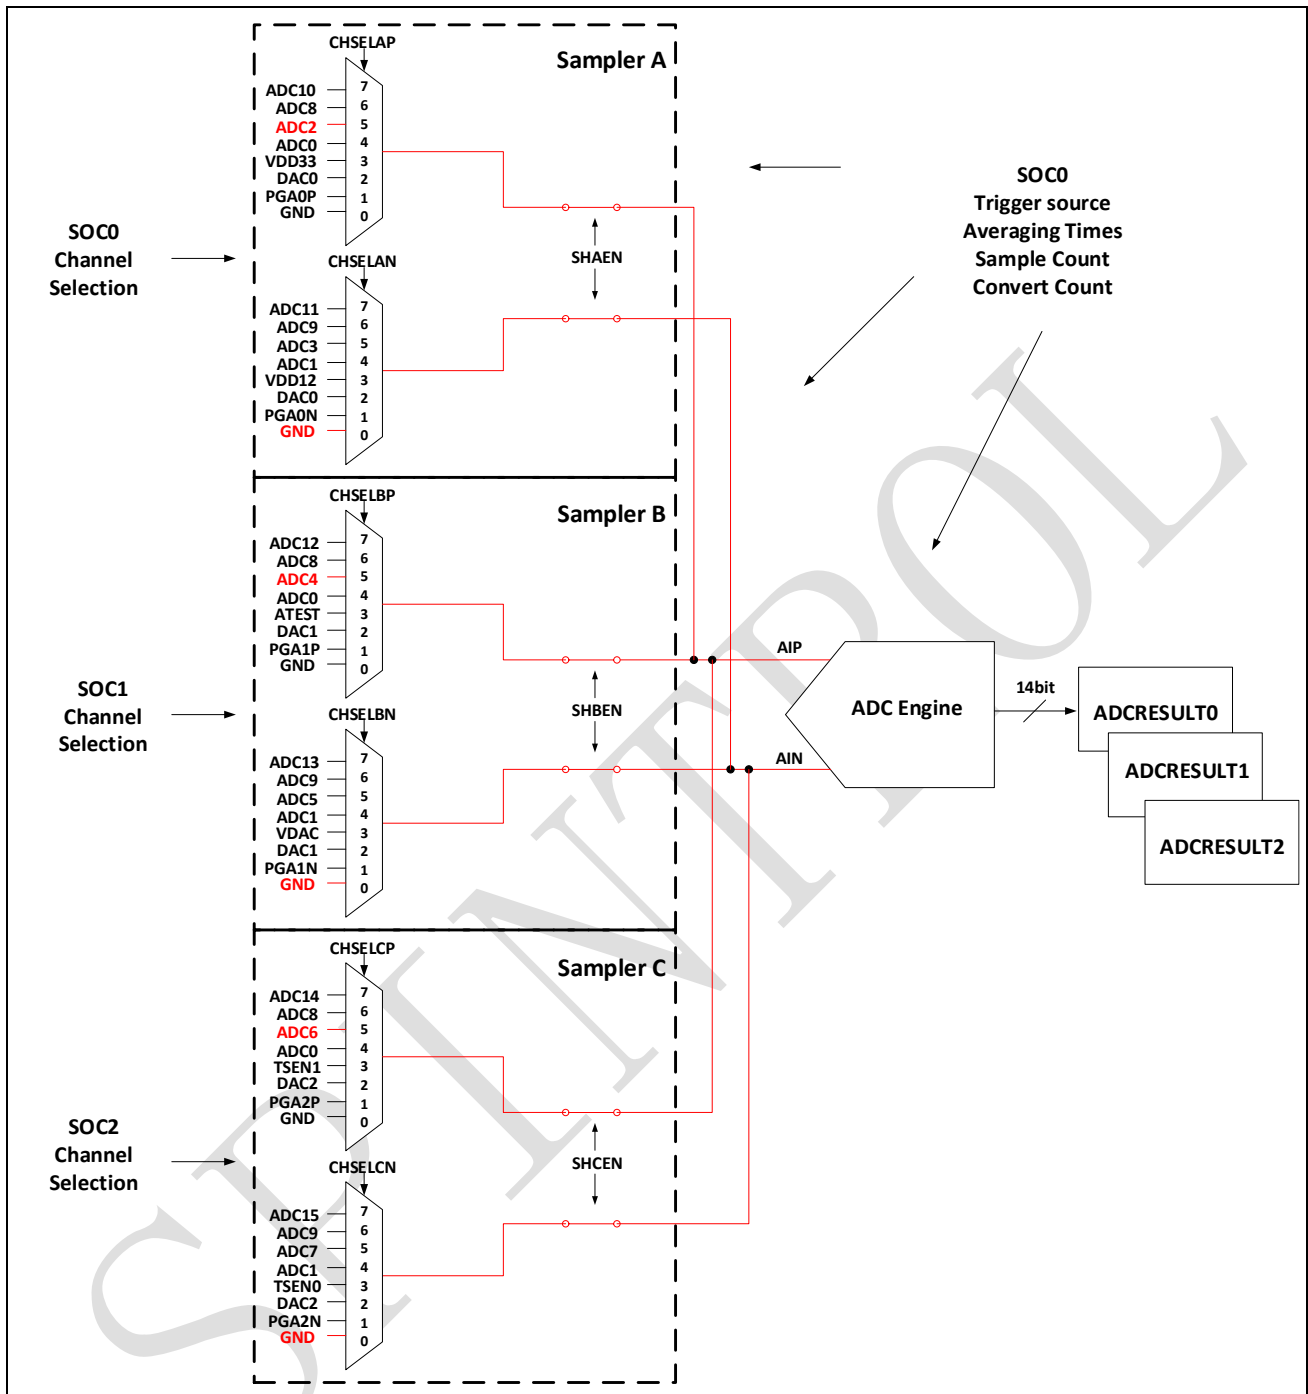 CHSELAP
Sampler A
ADC10
7
ADC8
6
ADC2
5
ADC0
4
VDD33
3
DAC0
2
PGA0P
1
GND
0
SOC0
Channel
Selection
SHAEN
CHSELAN
ADC11
7
ADC9
6
ADC3
5
ADC1
4
VDD12
3
DAC0
2
PGA0N
1
GND
0
SOC0
Trigger source
Averaging Times
Sample Count
Convert Count
CHSELBP
Sampler B
ADC12
7
ADC8
6
ADC4
5
ADC0
4
ATEST
3
DAC1
2
PGA1P
1
GND
0
SOC1
Channel
Selection
SHBEN
CHSELBN
ADC13
7
ADC9
6
ADC5
5
ADC1
4
VDAC
3
DAC1
2
PGA1N
1
GND
0
AIP
AIN
ADC Engine
14bit
ADCRESULT0
ADCRESULT1
ADCRESULT2
CHSELCP
Sampler C
ADC14
7
ADC8
6
ADC6
5
ADC0
4
TSEN1
3
DAC2
2
PGA2P
1
GND
0
SOC2
Channel
Selection
SHCEN
CHSELCN
ADC15
7
ADC9
6
ADC7
5
ADC1
4
TSEN0
3
DAC2
2
PGA2N
1
GND
0
SPINTROL